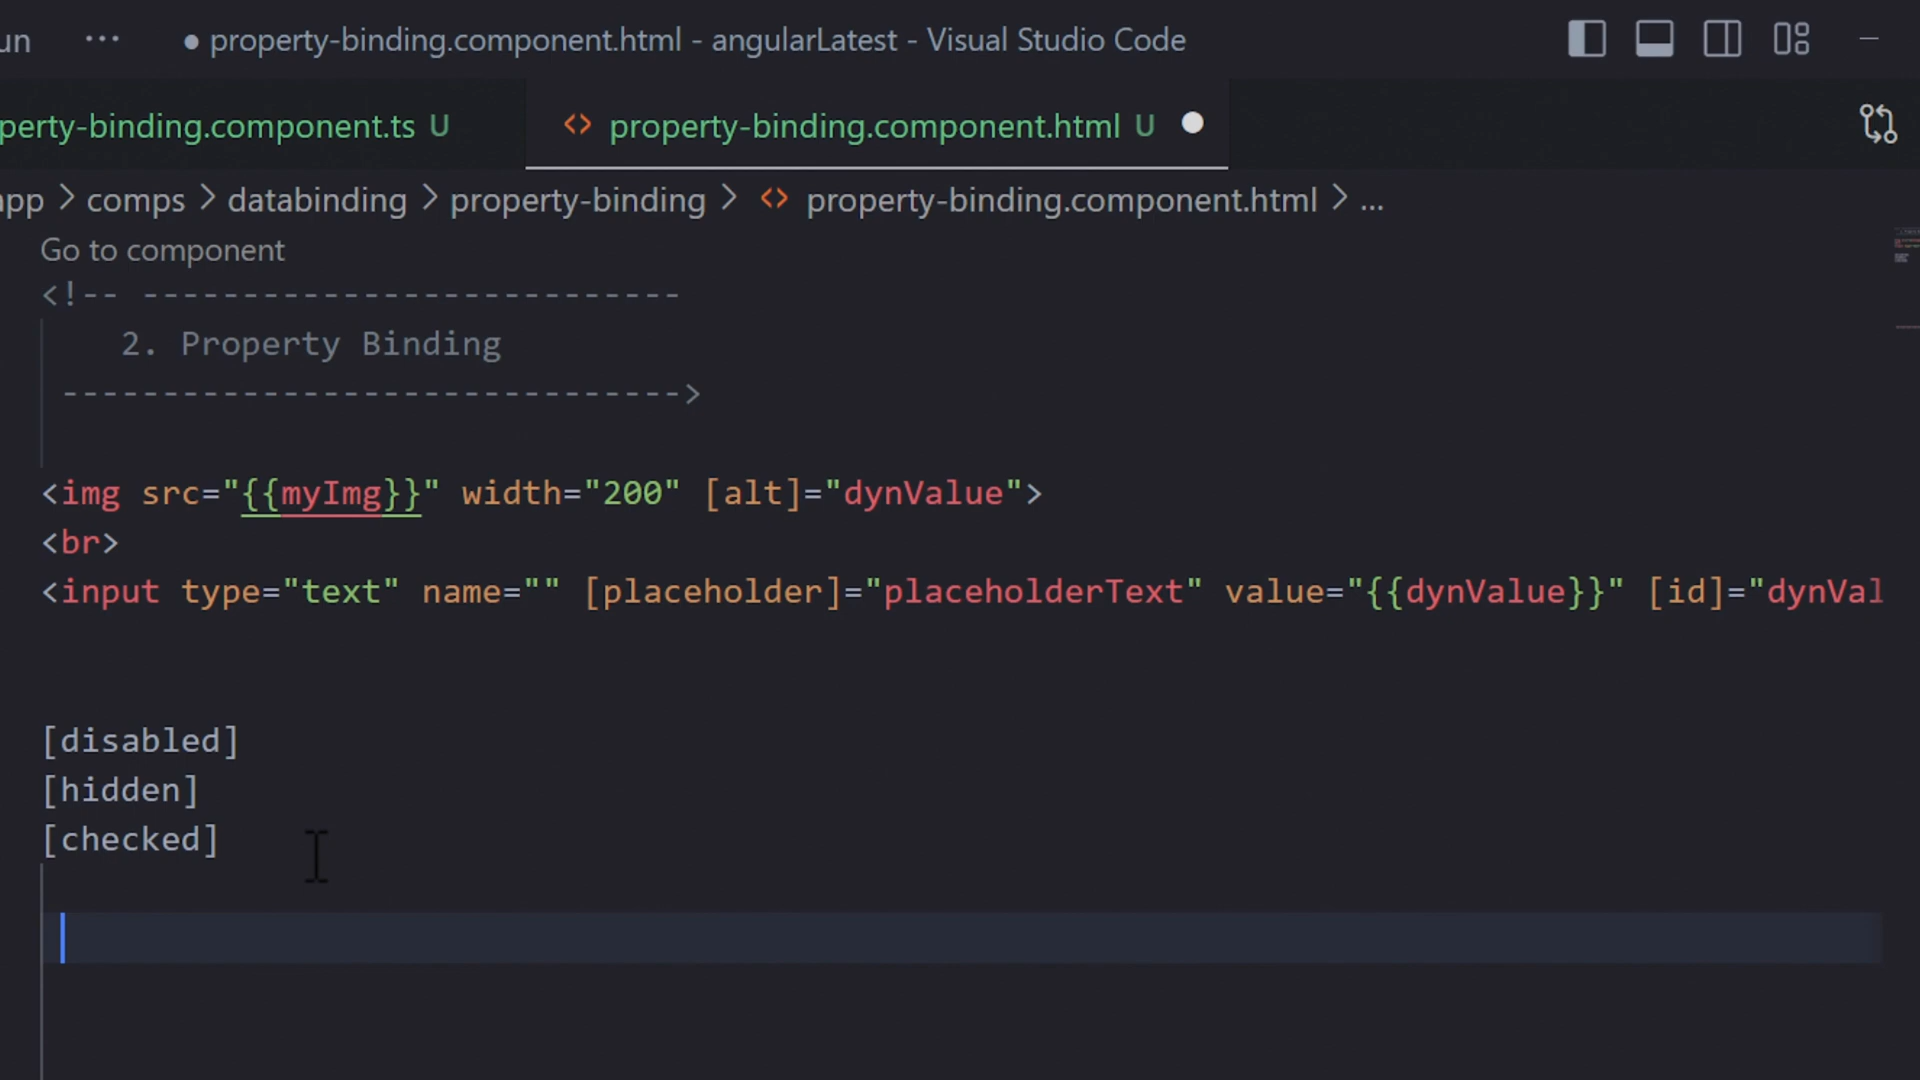 un ··· ● property-binding.component.html - angularLatest - Visual Studio Code
perty-binding.component.ts U <> property-binding.component.html U ●
app > comps > databinding > property-binding > <> property-binding.component.html > ...
Go to component
<!-- ---------------------------
2. Property Binding
------------------------------->
<img src="{{myImg}}" width="200" [alt]="dynValue">
<br>
<input type="text" name="" [placeholder]="placeholderText" value="{{dynValue}}" [id]="dynVal
[disabled]
[hidden]
[checked]